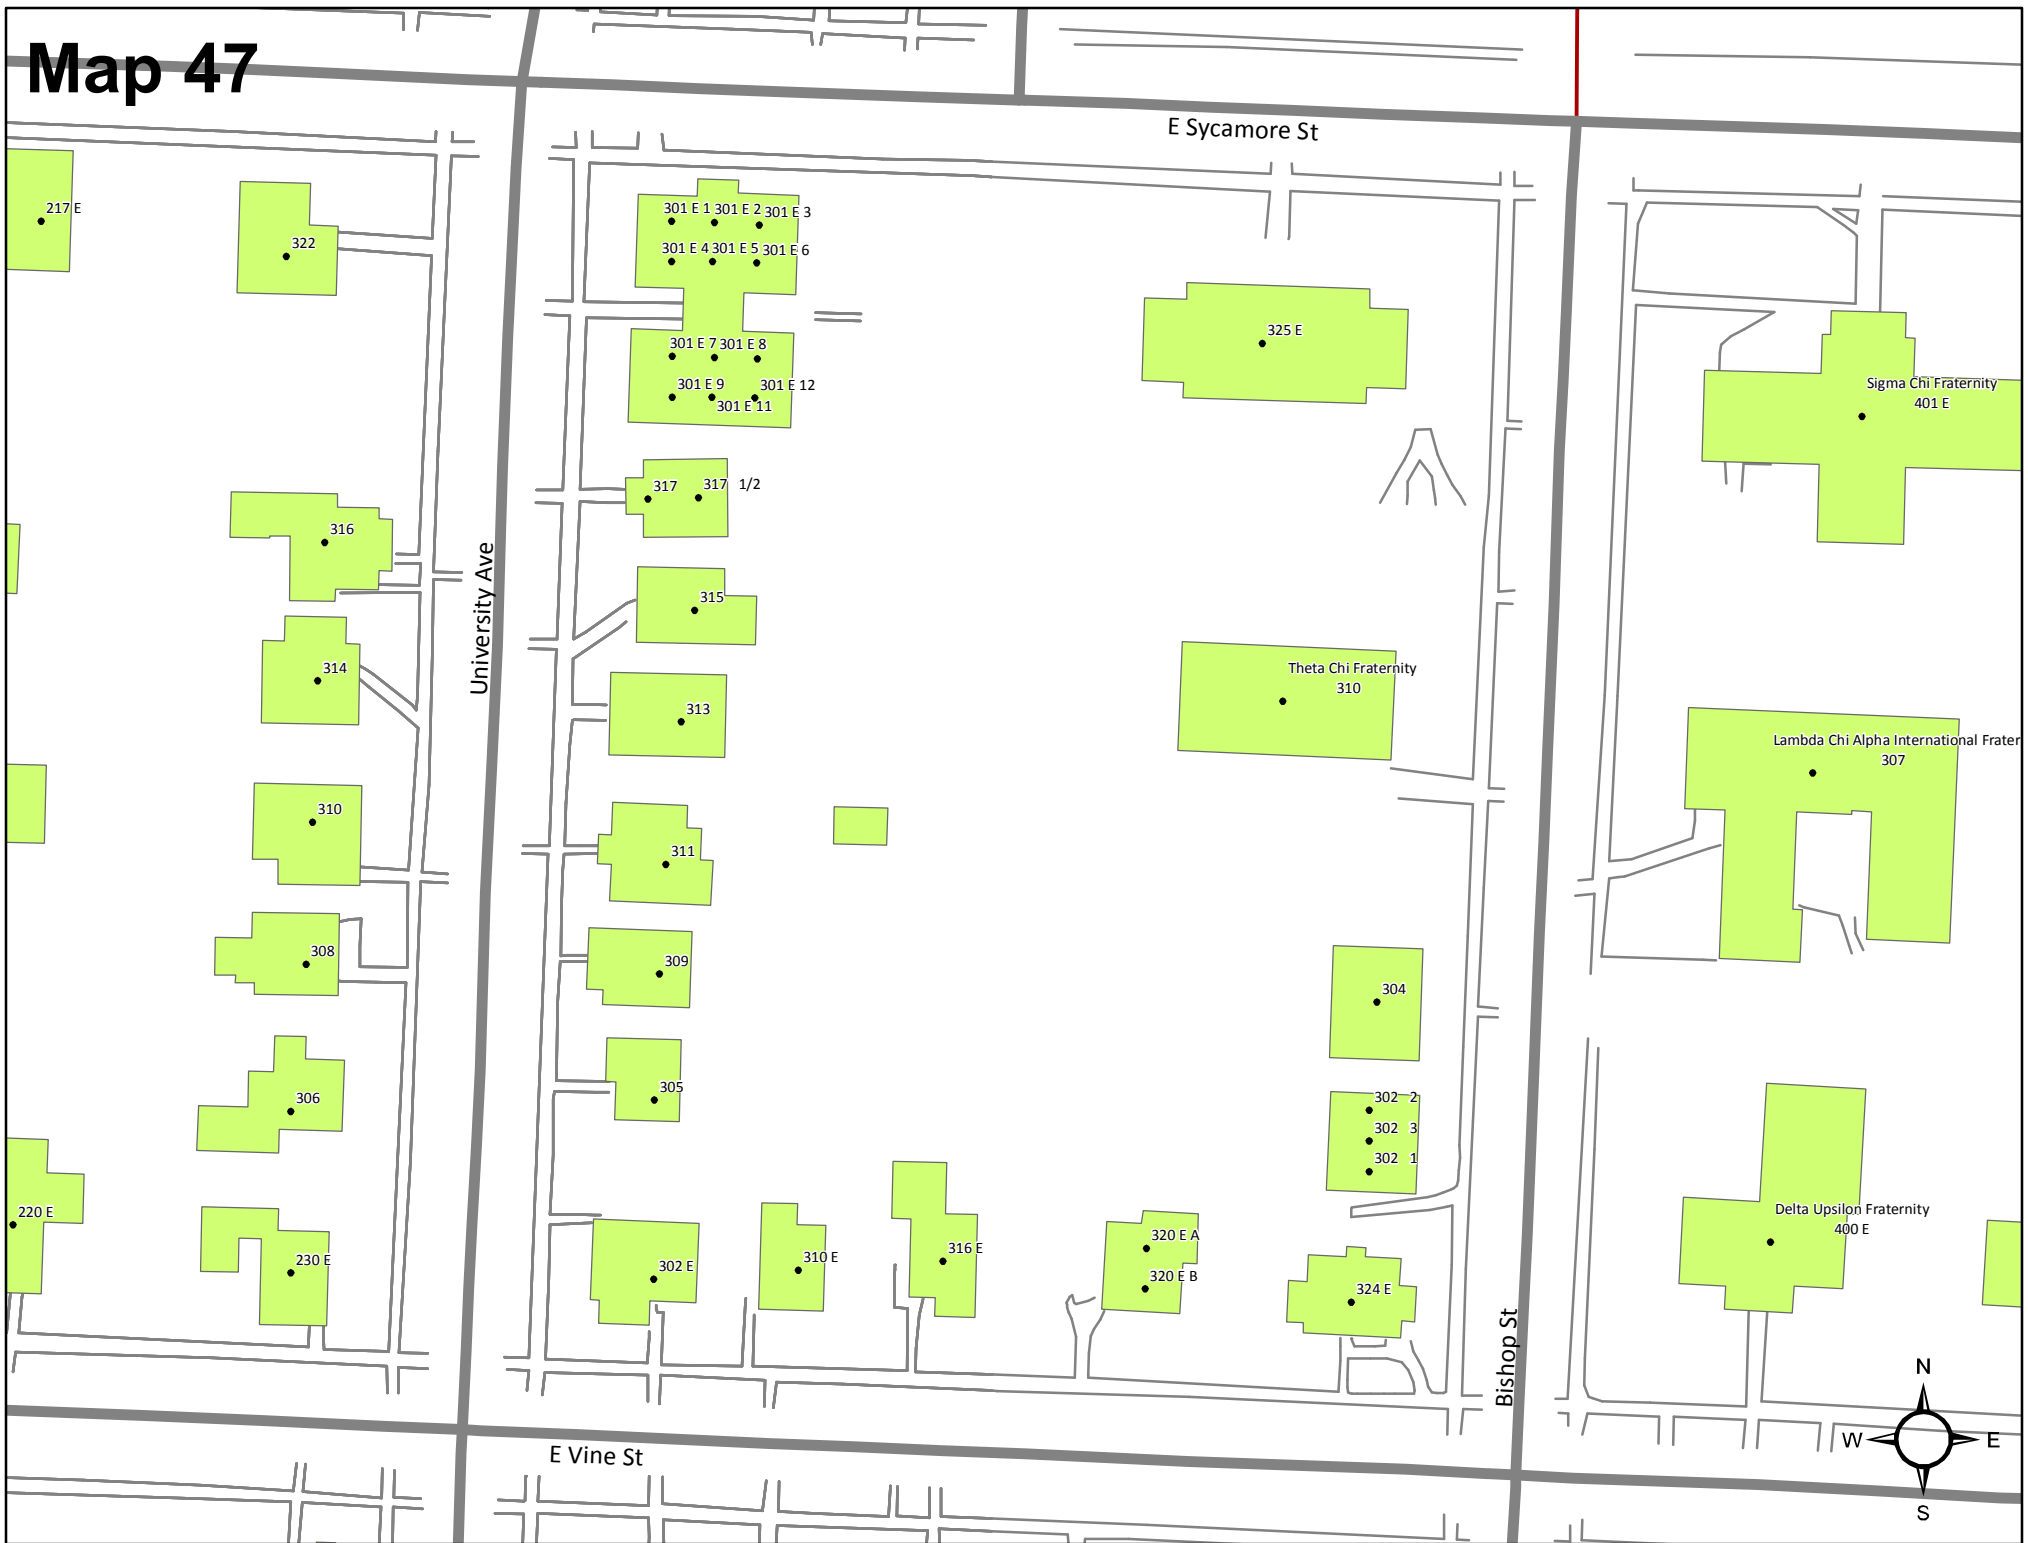 Map 47
E Sycamore St
217 E
322
301 E 1
301 E 2
301 E 3
301 E 4
301 E 5
301 E 6
325 E
301 E 7
301 E 8
301 E 9
301 E 11
301 E 12
Sigma Chi Fraternity
401 E
317
317 1/2
316
University Ave
315
314
Theta Chi Fraternity
310
313
Lambda Chi Alpha International Frater
307
310
311
308
309
304
305
306
302 2
302 3
302 1
220 E
230 E
302 E
310 E
316 E
320 E A
320 E B
324 E
Delta Upsilon Fraternity
400 E
Bishop St
E Vine St
N
W
E
S